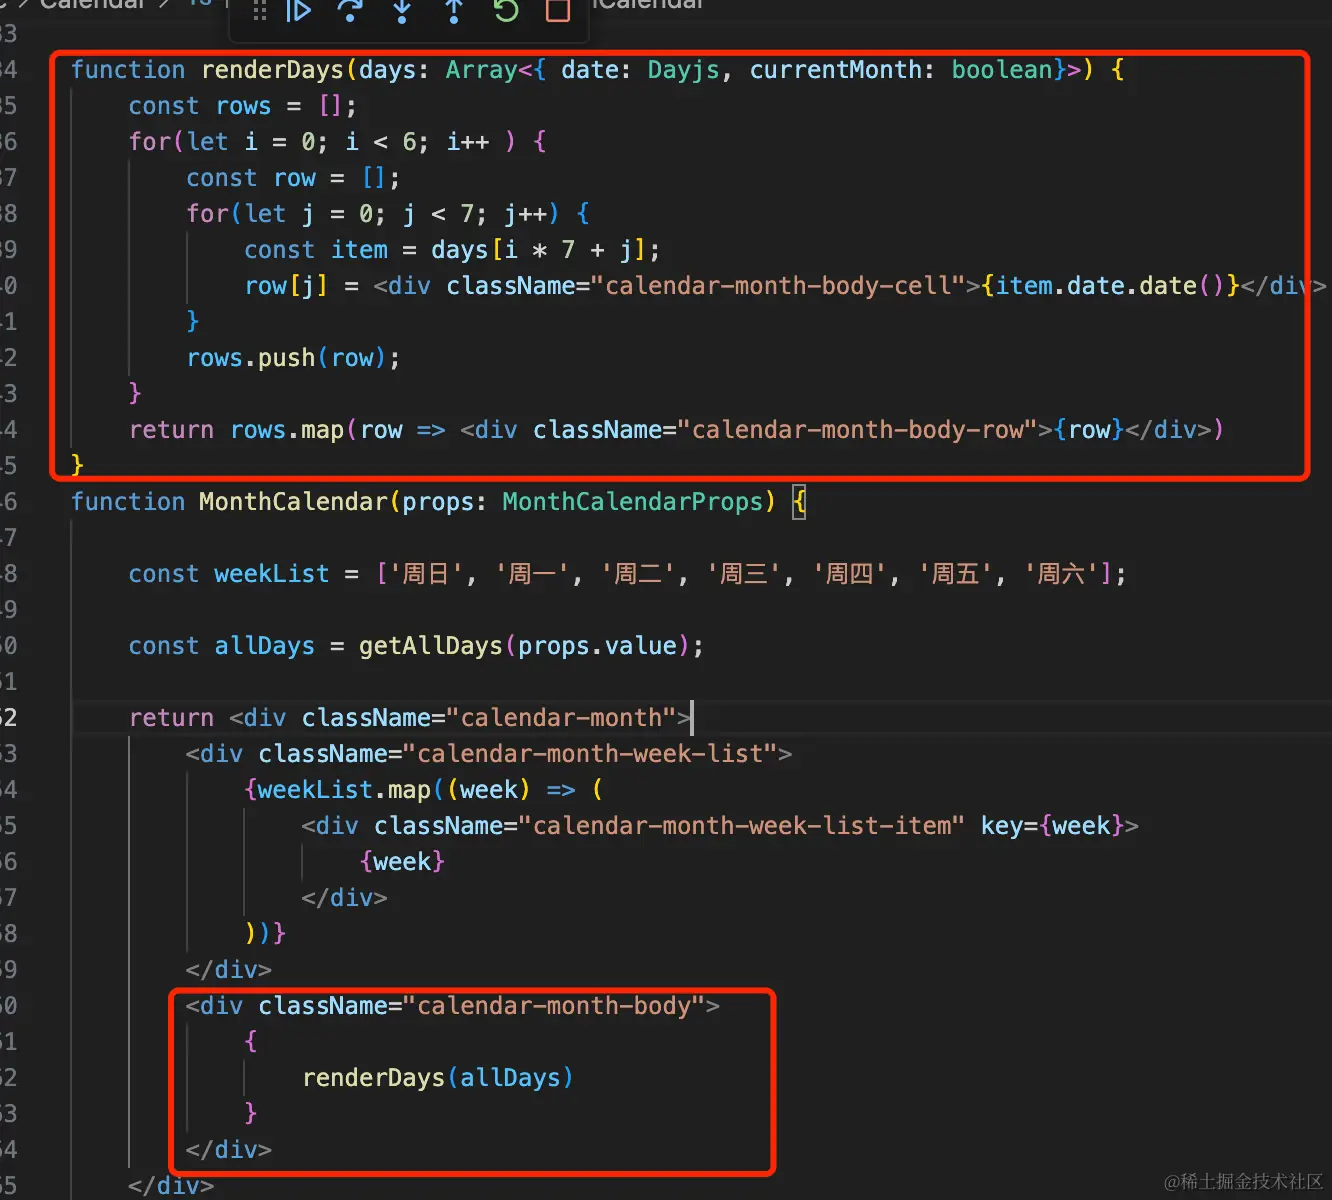 33
34 function renderDays(days: Array<{ date: Dayjs, currentMonth: boolean}>) {
35 const rows = [];
36 for(let i = 0; i < 6; i++ ) {
37 const row = [];
38 for(let j = 0; j < 7; j++) {
39 const item = days[i * 7 + j];
40 row[j] = <div className="calendar-month-body-cell">{item.date.date()}</div>
41 }
42 rows.push(row);
43 }
44 return rows.map(row => <div className="calendar-month-body-row">{row}</div>)
45 }
46 function MonthCalendar(props: MonthCalendarProps) {
47
48 const weekList = ['周日', '周一', '周二', '周三', '周四', '周五', '周六'];
49
50 const allDays = getAllDays(props.value);
51
52 return <div className="calendar-month">
53 <div className="calendar-month-week-list">
54 {weekList.map((week) => (
55 <div className="calendar-month-week-list-item" key={week}>
56 {week}
57 </div>
58 ))}
59 </div>
60 <div className="calendar-month-body">
61 {
62 renderDays(allDays)
63 }
64 </div>
65 </div>
@稀土掘金技术社区